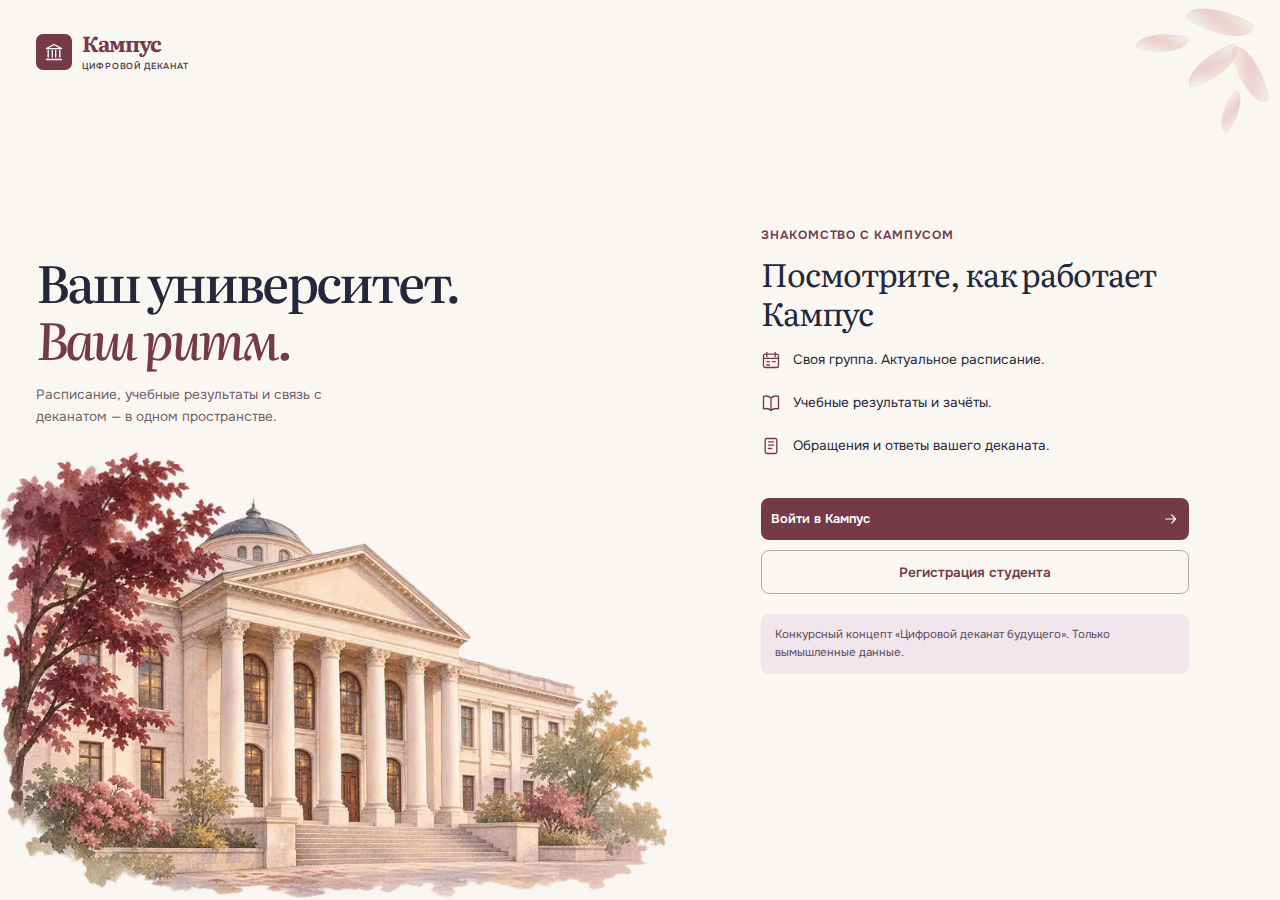 Кампус
ЦИФРОВОЙ ДЕКАНАТ
Ваш университет.
Ваш ритм.
Расписание, учебные результаты и связь с
деканатом — в одном пространстве.
ЗНАКОМСТВО С КАМПУСОМ
Посмотрите, как работает
Кампус
Своя группа. Актуальное расписание.
Учебные результаты и зачёты.
Обращения и ответы вашего деканата.
Войти в Кампус
Регистрация студента
Конкурсный концепт «Цифровой деканат будущего». Только
вымышленные данные.